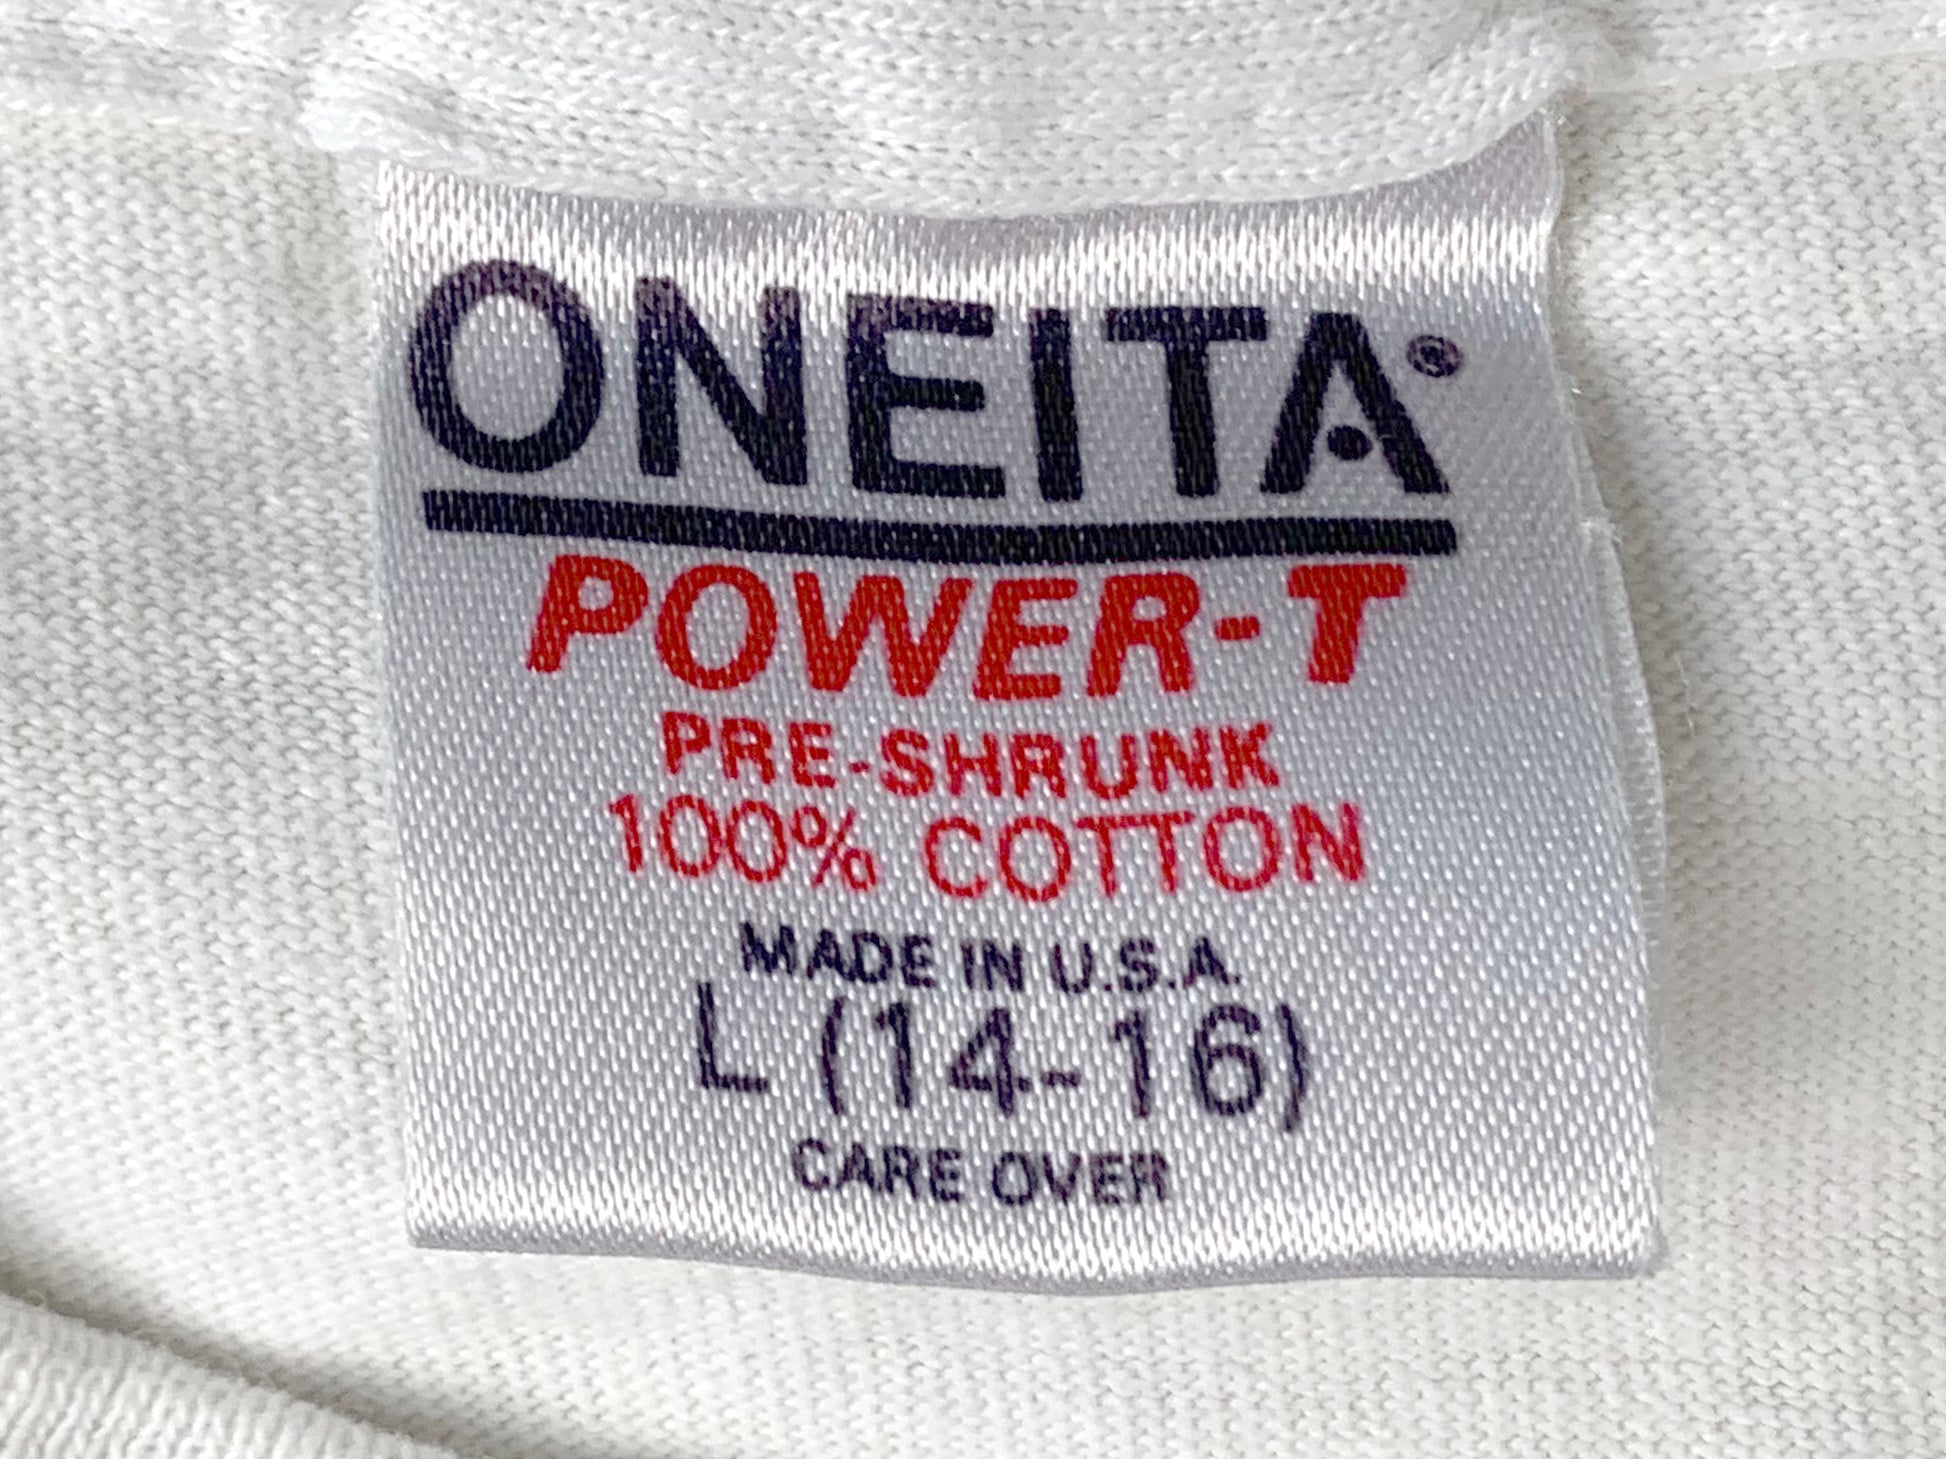 ONEITA®
POWER-T
PRE-SHRUNK
100% COTTON
MADE IN U.S.A.
L (14-16)
CARE OVER